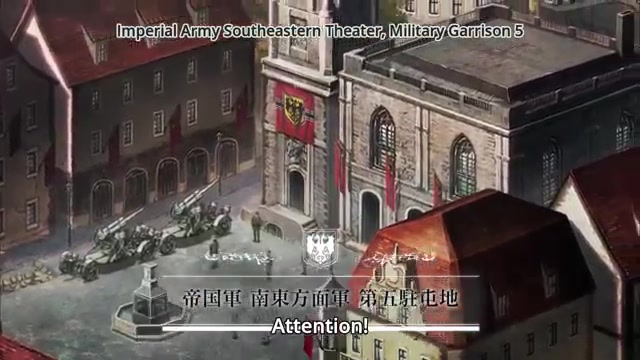 Imperial Army Southeastern Theater, Military Garrison 5
帝国軍 南東方面軍 第五駐屯地
Attention!